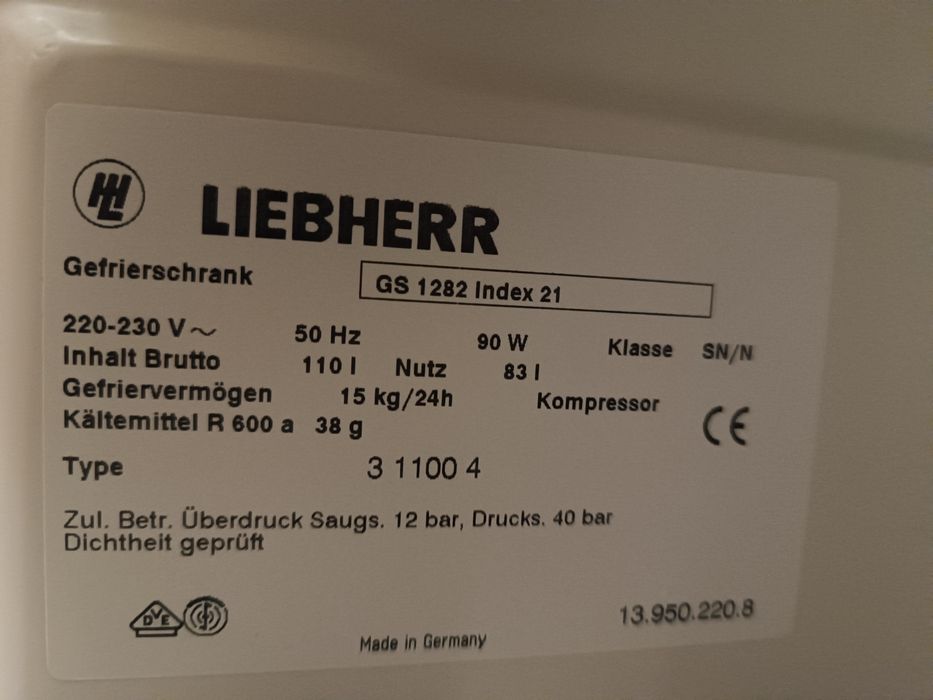 HL
LIEBHERR
Gefrierschrank GS 1282 Index 21
220-230 V~ 50 Hz 90 W Klasse SN/N
Inhalt Brutto 110 l Nutz 83 l
Gefriervermögen 15 kg/24h Kompressor
Kältemittel R 600 a 38 g CE
Type 3 1100 4
Zul. Betr. Überdruck Saugs. 12 bar, Drucks. 40 bar
Dichtheit geprüft
DVE 13.950.220.8
Made in Germany